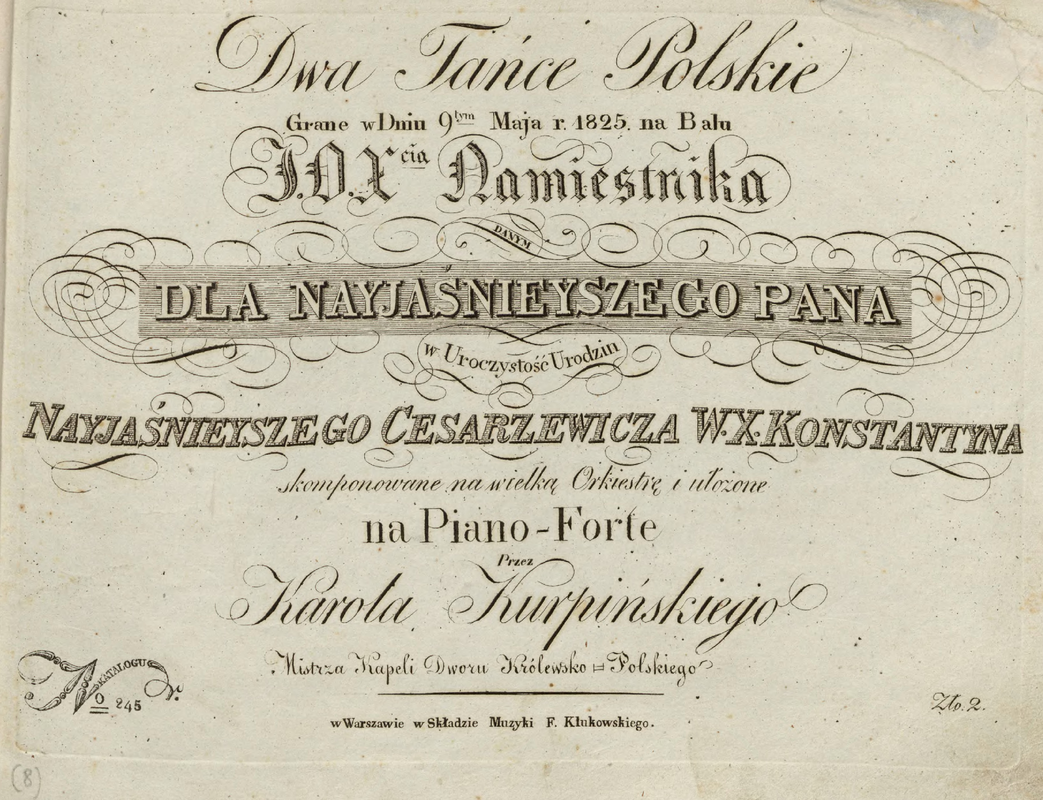 Dwa Tańce Polskie
Grane w Dniu 9tym Maja r. 1825. na Balu
J.O.Xcia Namiestnika
DANYM
DLA NAYJAŚNIEYSZEGO PANA
w Uroczystość Urodzin
NAYJAŚNIEYSZEGO CESARZEWICZA W.X.KONSTANTYNA
skomponowane na wielką Orkiestrę i ułożone
na Piano-Forte
Przez
Karola Kurpińskiego
Mistrza Kapeli Dworu Królewsko = Polskiego
No KATALOGU 245
w Warszawie w Składzie Muzyki F. Klukowskiego.
Zło. 2.
(8)